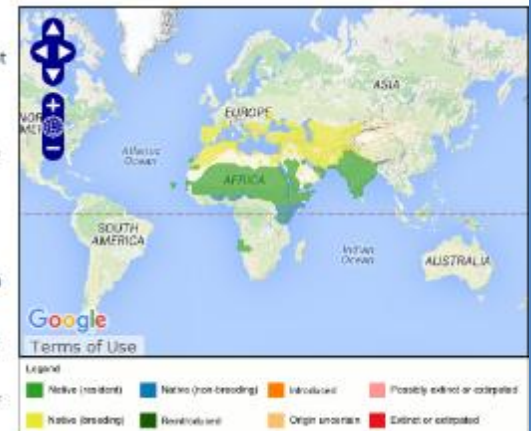 ASIA
EUROPE
Atlantic
Ocean
AFRICA
SOUTH
AMERICA
Indian
Ocean
AUSTRALIA
Google
Terms of Use
Legend
Native (resident)
Native (non-breeding)
Introduced
Possibly extinct or extirpated
Native (breeding)
Reintroduced
Origin uncertain
Extinct or extirpated